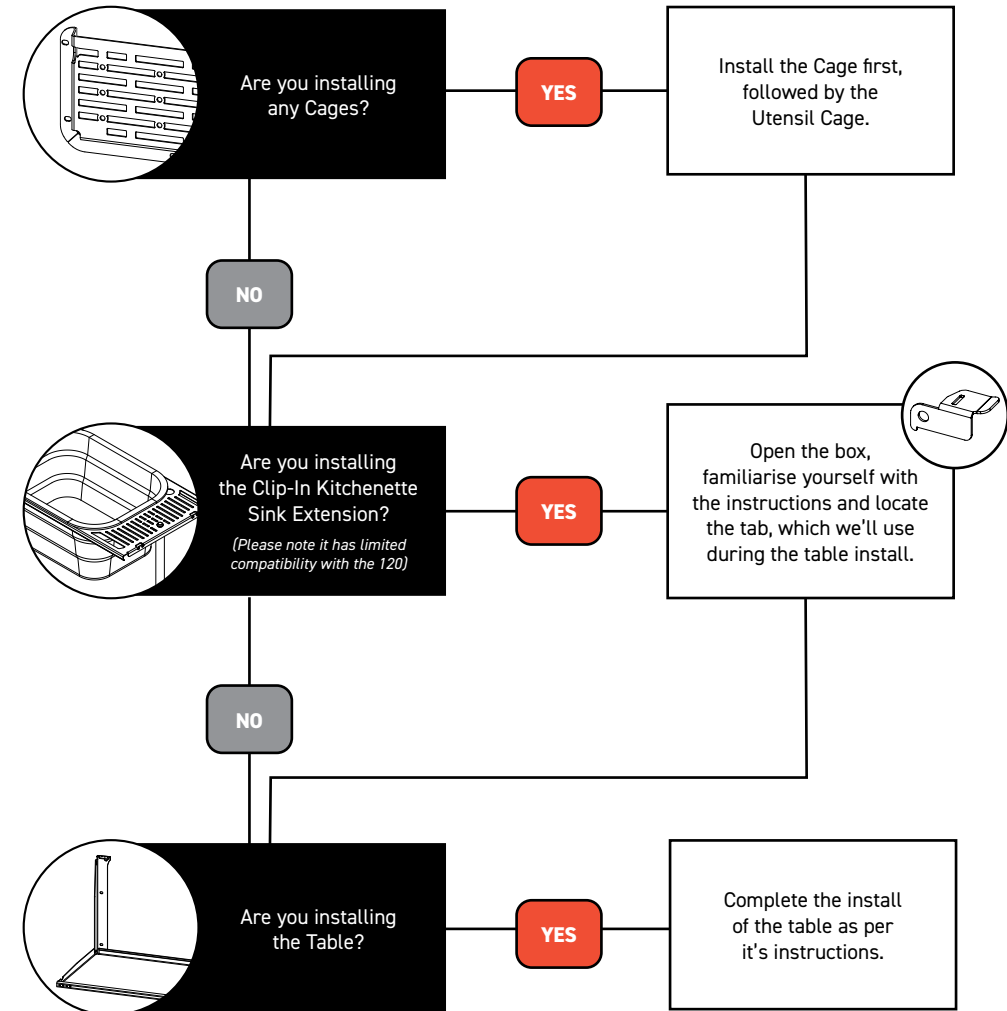 Are you installing
any Cages?
YES
Install the Cage first,
followed by the
Utensil Cage.
NO
Are you installing
the Clip-In Kitchenette
Sink Extension?
(Please note it has limited
compatibility with the 120)
YES
Open the box,
familiarise yourself with
the instructions and locate
the tab, which we'll use
during the table install.
NO
Are you installing
the Table?
YES
Complete the install
of the table as per
it's instructions.